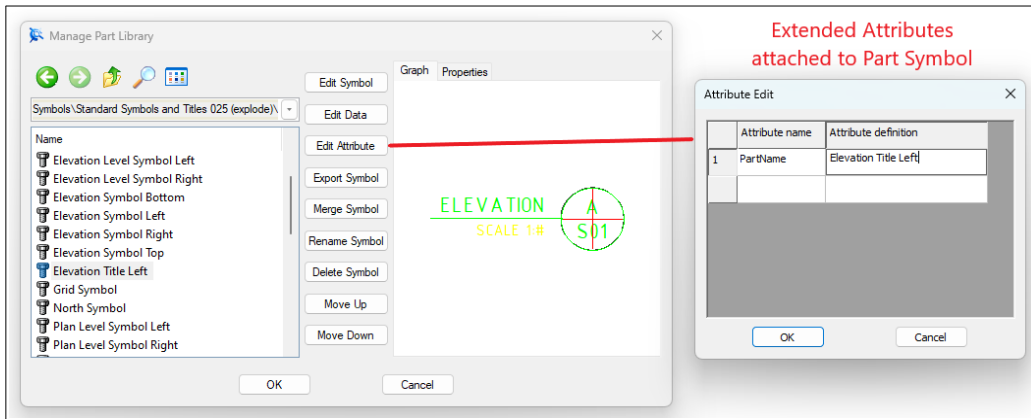 Manage Part Library
Symbols\Standard Symbols and Titles 025 (explode)\
Name
Elevation Level Symbol Left
Elevation Level Symbol Right
Elevation Symbol Bottom
Elevation Symbol Left
Elevation Symbol Right
Elevation Symbol Top
Elevation Title Left
Grid Symbol
North Symbol
Plan Level Symbol Left
Plan Level Symbol Right
Edit Symbol
Edit Data
Edit Attribute
Export Symbol
Merge Symbol
Rename Symbol
Delete Symbol
Move Up
Move Down
Graph Properties
ELEVATION
SCALE 1#
A
S01
OK Cancel
Extended Attributes
attached to Part Symbol
Attribute Edit
Attribute name Attribute definition
1 PartName Elevation Title Left
OK Cancel